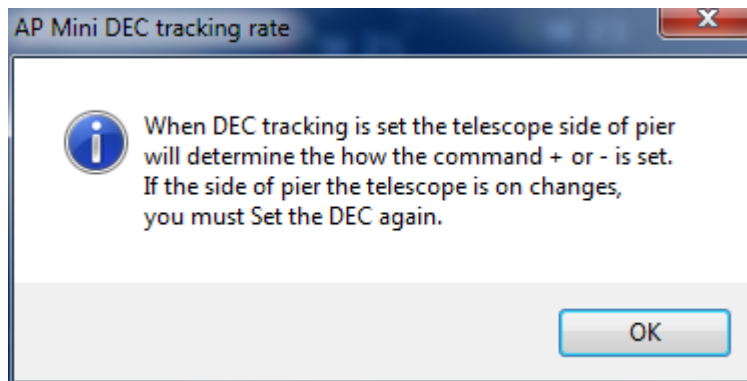 AP Mini DEC tracking rate
When DEC tracking is set the telescope side of pier
will determine the how the command + or - is set.
If the side of pier the telescope is on changes,
you must Set the DEC again.
OK